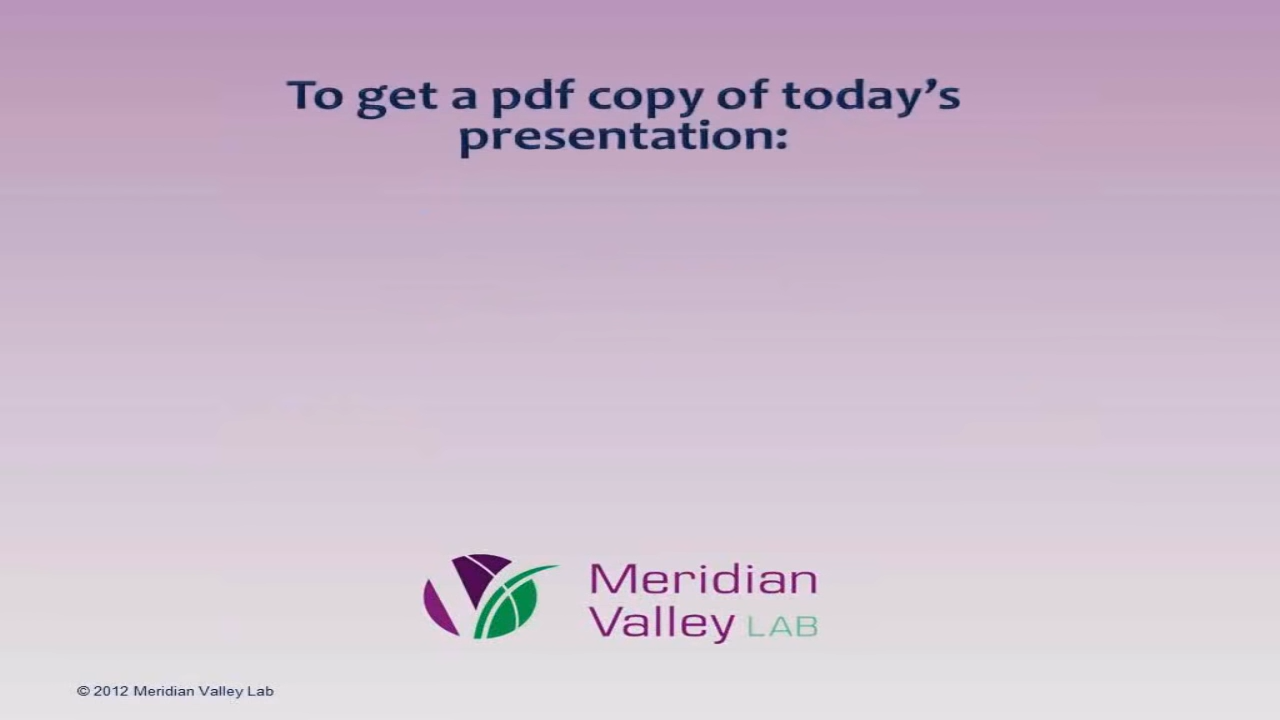 To get a pdf copy of today’s
presentation:
Meridian
Valley LAB
© 2012 Meridian Valley Lab